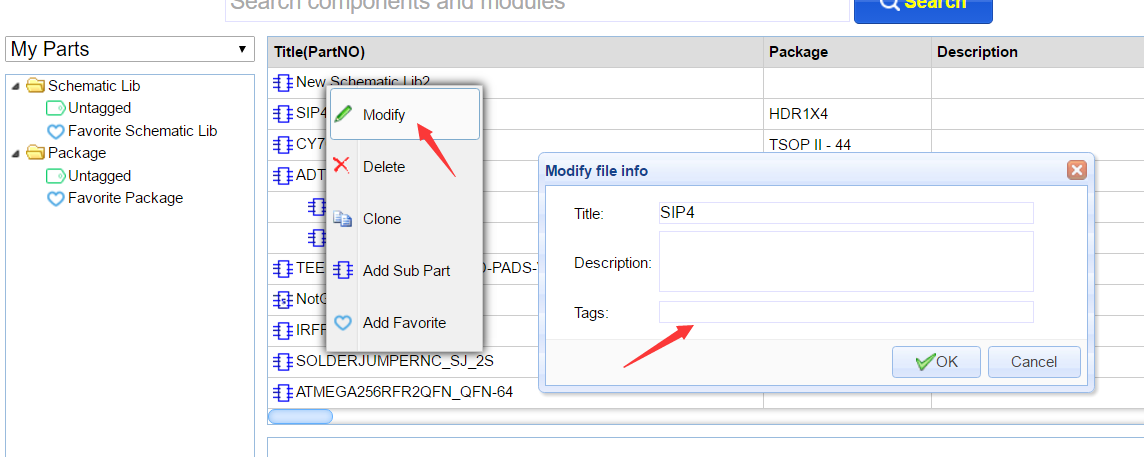 Search components and modules
Search
My Parts
Schematic Lib
Untagged
Favorite Schematic Lib
Package
Untagged
Favorite Package
Title(PartNO) Package Description
New Schematic Lib2
SIP4 HDR1X4
CY7 TSOP II - 44
ADT
TEE
-PADS-
NotG
IRFF
SOLDERJUMPERNC_SJ_2S
ATMEGA256RFR2QFN_QFN-64
Modify
Delete
Clone
Add Sub Part
Add Favorite
Modify file info
Title: SIP4
Description:
Tags:
OK Cancel